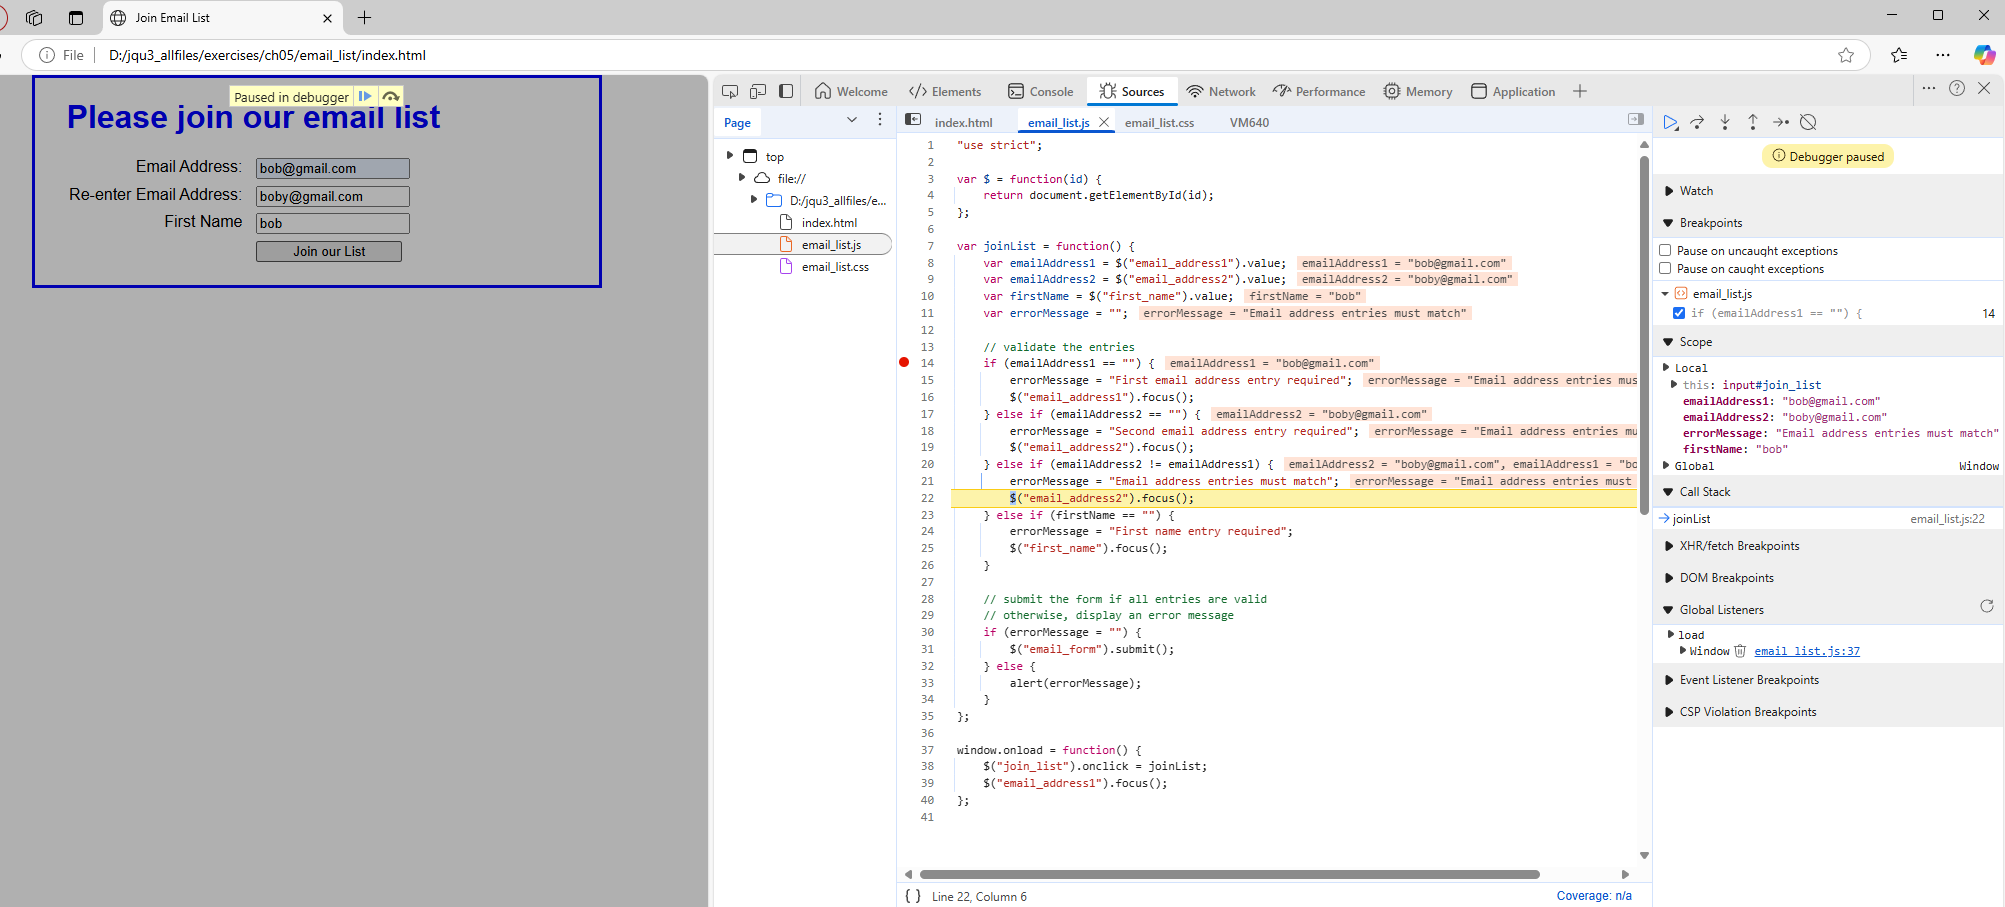 Join Email List
File
D:/jqu3_allfiles/exercises/ch05/email_list/index.html
Paused in debugger
Please join our email list
Email Address:
bob@gmail.com
Re-enter Email Address:
boby@gmail.com
First Name
bob
Join our List
Welcome
Elements
Console
Sources
Network
Performance
Memory
Application
Page
top
file://
D:/jqu3_allfiles/e...
index.html
email_list.js
email_list.css
index.html
email_list.js
email_list.css
VM640
1 "use strict";
2
3 var $ = function(id) {
4 return document.getElementById(id);
5 };
6
7 var joinList = function() {
8 var emailAddress1 = $("email_address1").value; emailAddress1 = "bob@gmail.com"
9 var emailAddress2 = $("email_address2").value; emailAddress2 = "boby@gmail.com"
10 var firstName = $("first_name").value; firstName = "bob"
11 var errorMessage = ""; errorMessage = "Email address entries must match"
12
13 // validate the entries
14 if (emailAddress1 == "") { emailAddress1 = "bob@gmail.com"
15 errorMessage = "First email address entry required"; errorMessage = "Email address entries mus
16 $("email_address1").focus();
17 } else if (emailAddress2 == "") { emailAddress2 = "boby@gmail.com"
18 errorMessage = "Second email address entry required"; errorMessage = "Email address entries mu
19 $("email_address2").focus();
20 } else if (emailAddress2 != emailAddress1) { emailAddress2 = "boby@gmail.com", emailAddress1 = "bo
21 errorMessage = "Email address entries must match"; errorMessage = "Email address entries must
22 $("email_address2").focus();
23 } else if (firstName == "") {
24 errorMessage = "First name entry required";
25 $("first_name").focus();
26 }
27
28 // submit the form if all entries are valid
29 // otherwise, display an error message
30 if (errorMessage = "") {
31 $("email_form").submit();
32 } else {
33 alert(errorMessage);
34 }
35 };
36
37 window.onload = function() {
38 $("join_list").onclick = joinList;
39 $("email_address1").focus();
40 };
41
{ } Line 22, Column 6
Coverage: n/a
Debugger paused
Watch
Breakpoints
Pause on uncaught exceptions
Pause on caught exceptions
email_list.js
if (emailAddress1 == "") { 14
Scope
Local
this: input#join_list
emailAddress1: "bob@gmail.com"
emailAddress2: "boby@gmail.com"
errorMessage: "Email address entries must match"
firstName: "bob"
Global Window
Call Stack
joinList email_list.js:22
XHR/fetch Breakpoints
DOM Breakpoints
Global Listeners
load
Window email_list.js:37
Event Listener Breakpoints
CSP Violation Breakpoints